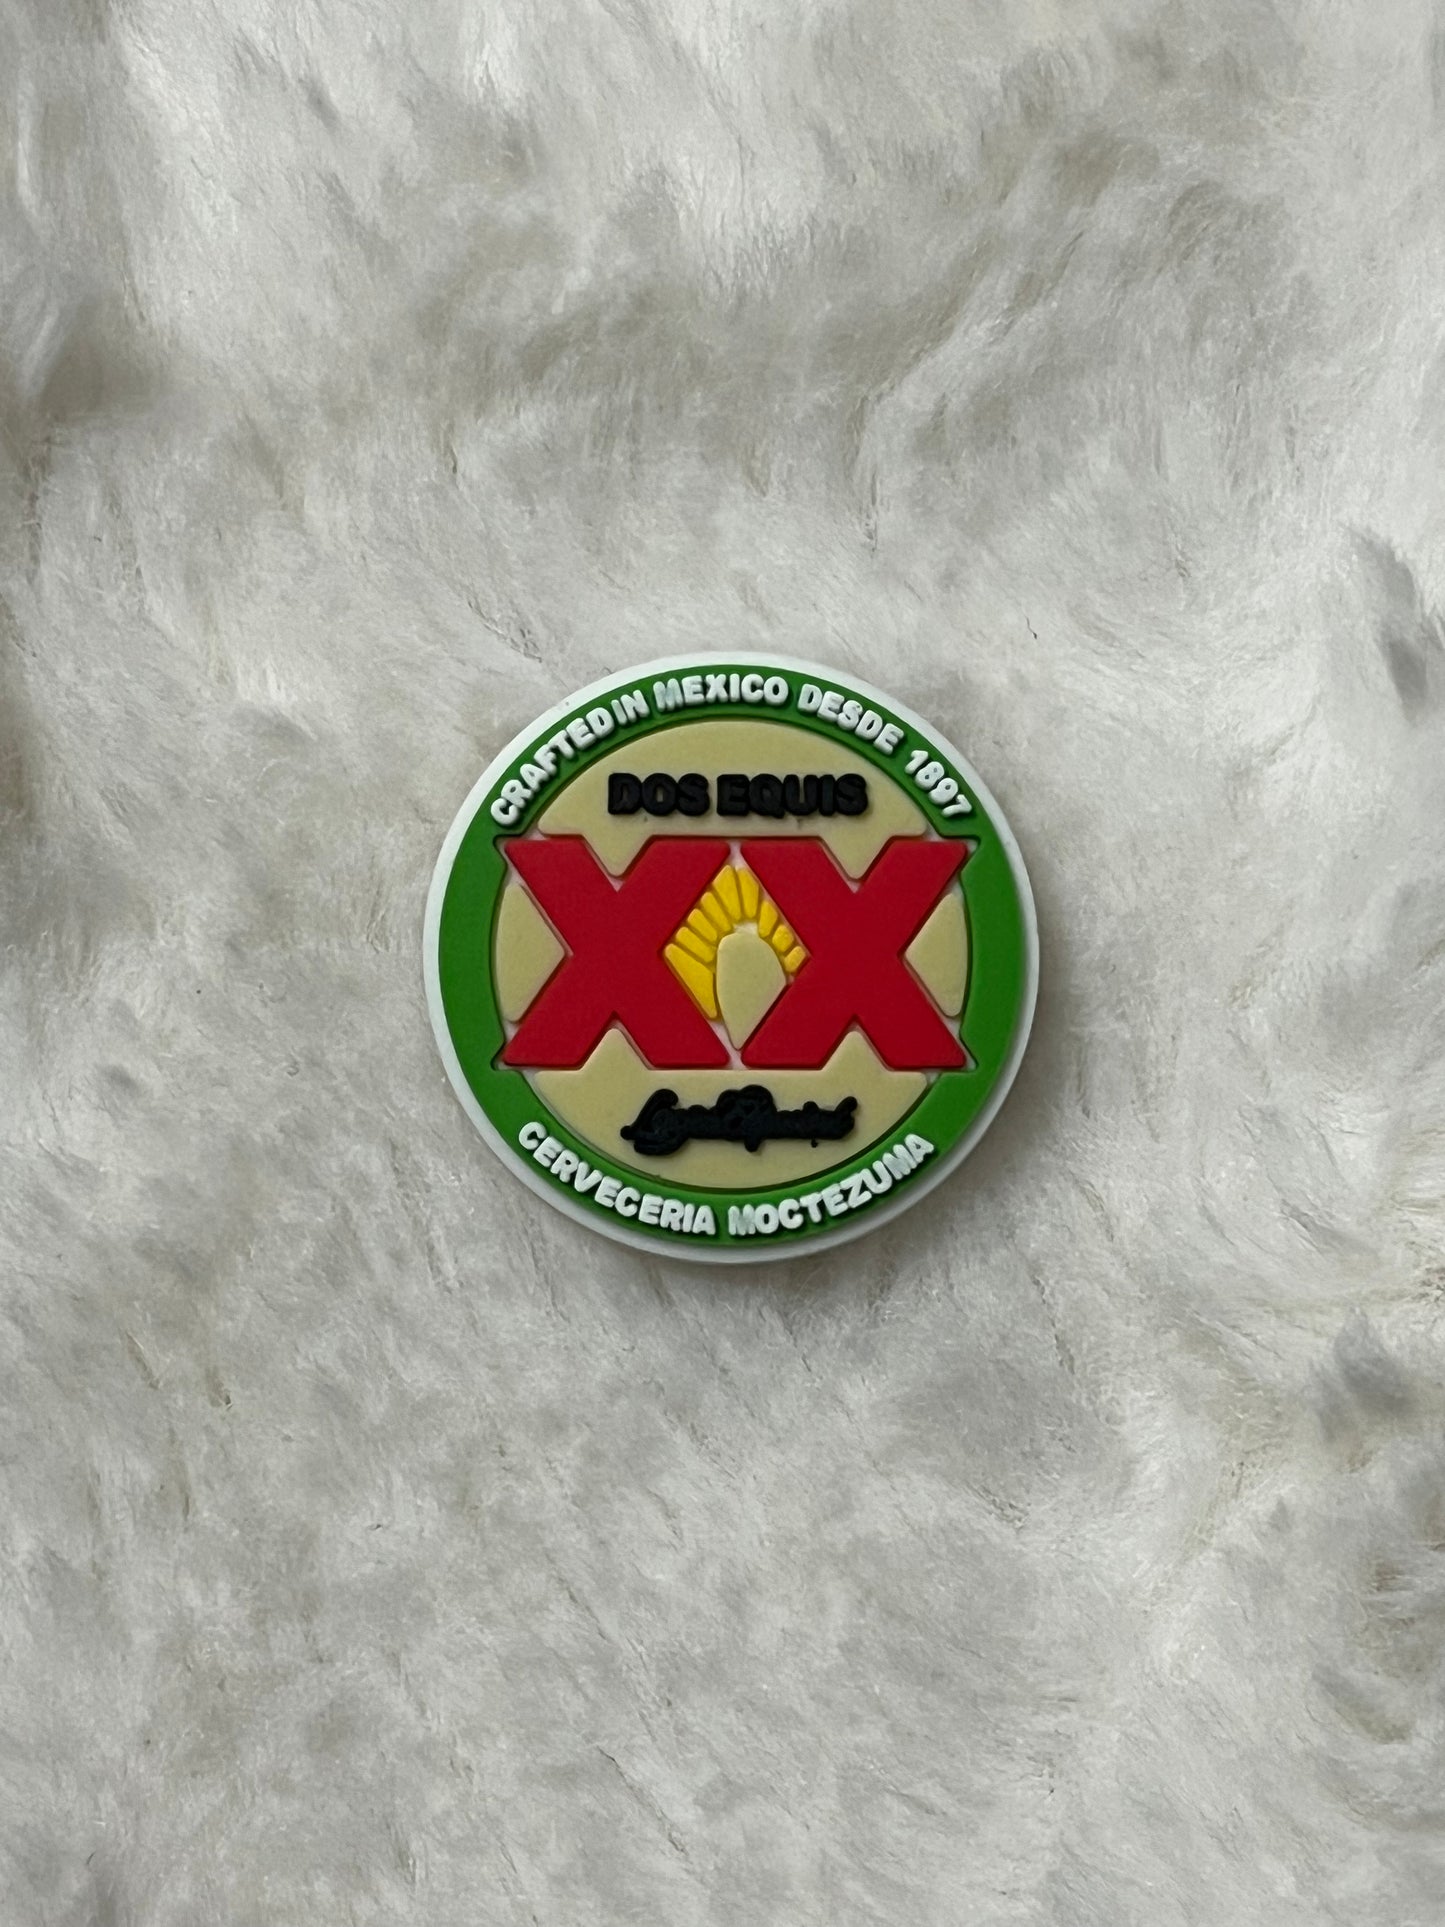 CRAFTED IN MEXICO DESDE 1897
DOS EQUIS
XX
CERVECERIA MOCTEZUMA